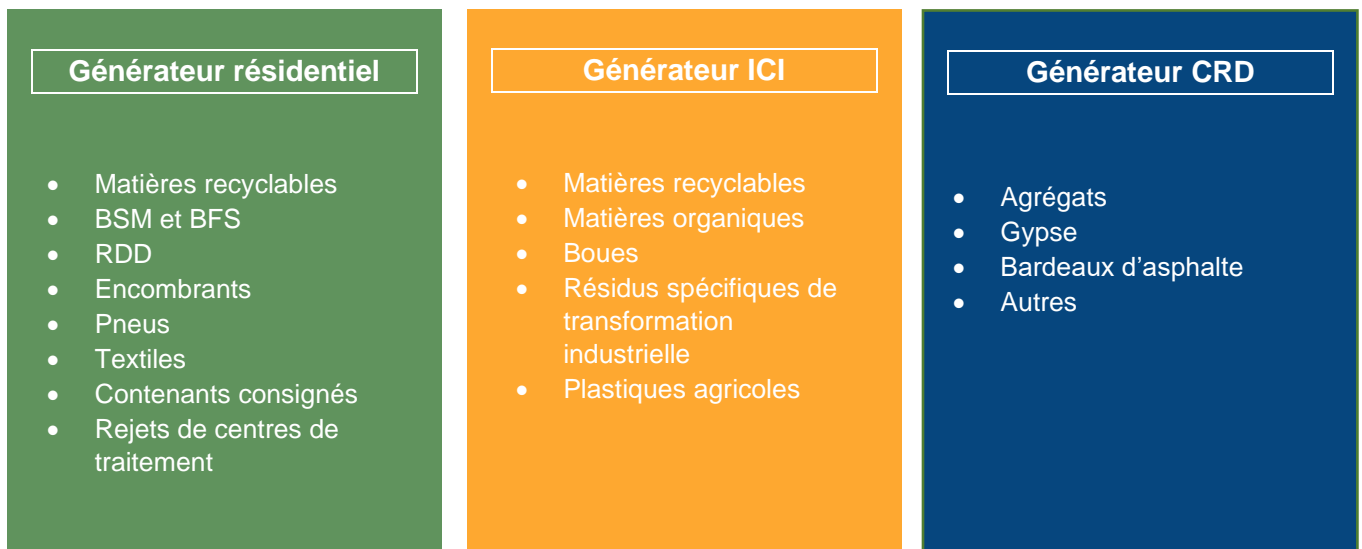 Générateur résidentiel
• Matières recyclables
• BSM et BFS
• RDD
• Encombrants
• Pneus
• Textiles
• Contenants consignés
• Rejets de centres de
traitement
Générateur ICI
• Matières recyclables
• Matières organiques
• Boues
• Résidus spécifiques de
transformation
industrielle
• Plastiques agricoles
Générateur CRD
• Agrégats
• Gypse
• Bardeaux d’asphalte
• Autres